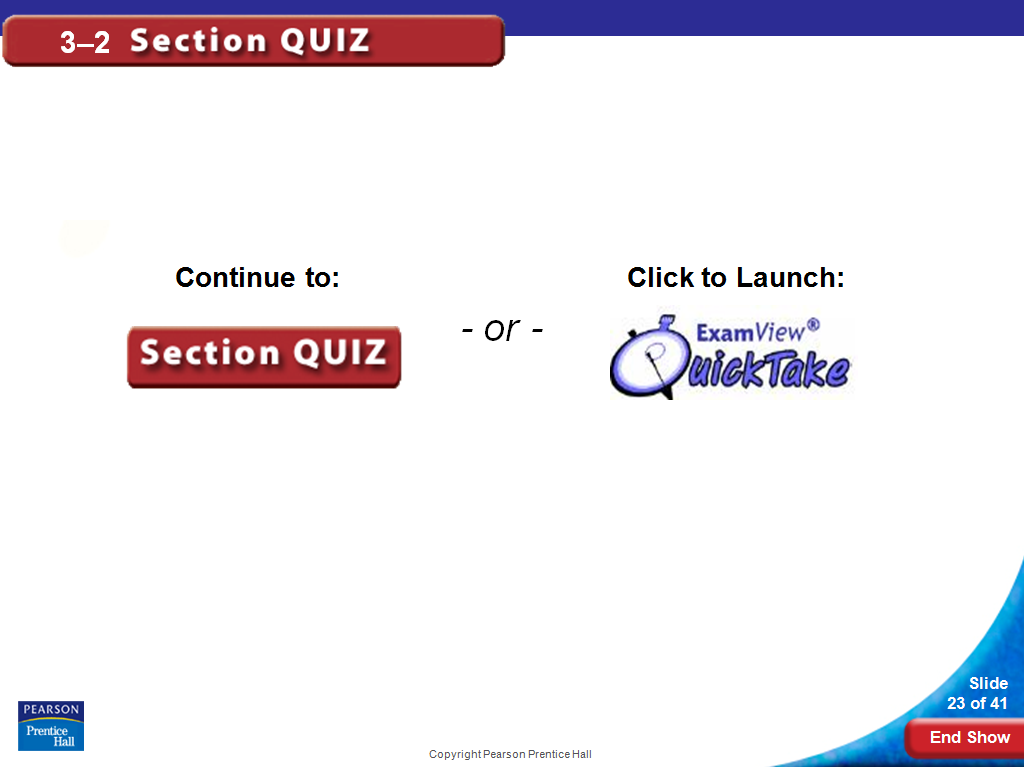 3–2 Section QUIZ
Continue to:
Click to Launch:
- or -
Section QUIZ
ExamView®
QuickTake
Slide
23 of 41
End Show
PEARSON
Prentice
Hall
Copyright Pearson Prentice Hall